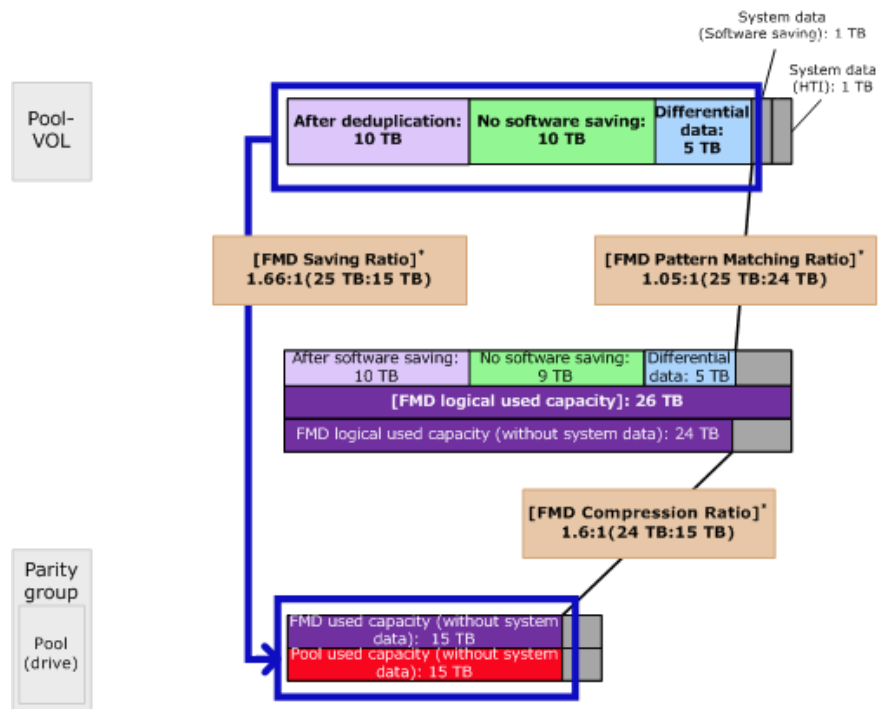 System data
(Software saving): 1 TB
System data
(HTI): 1 TB
Pool-
VOL
After deduplication:
10 TB
No software saving:
10 TB
Differential
data:
5 TB
[FMD Saving Ratio]*
1.66:1(25 TB:15 TB)
[FMD Pattern Matching Ratio]*
1.05:1(25 TB:24 TB)
After software saving:
10 TB
No software saving:
9 TB
Differential
data: 5 TB
[FMD logical used capacity]: 26 TB
FMD logical used capacity (without system data): 24 TB
[FMD Compression Ratio]*
1.6:1(24 TB:15 TB)
Parity
group
Pool
(drive)
FMD used capacity (without system
data): 15 TB
Pool used capacity (without system
data): 15 TB